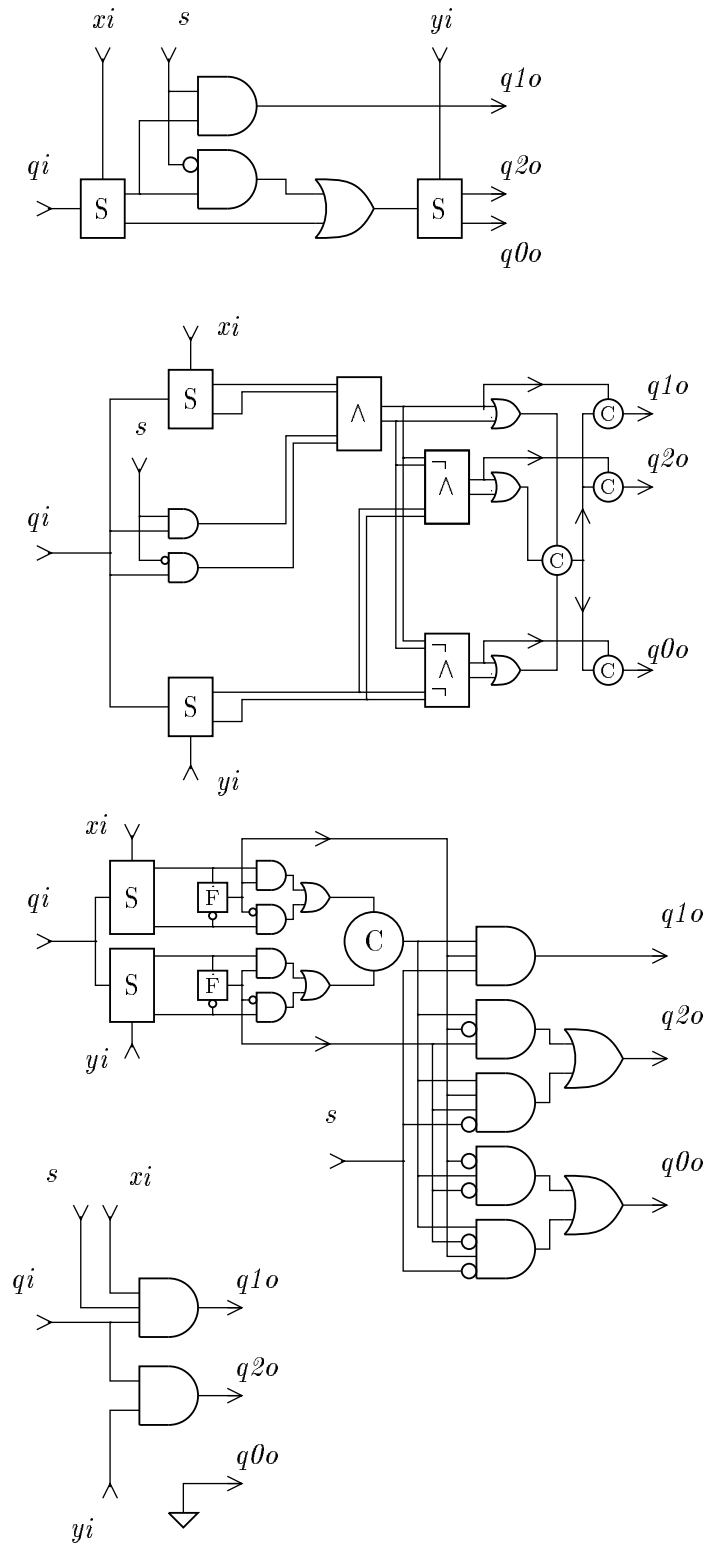 xi s yi
q1o
qi q2o
S S
q0o
xi
S q1o
s ∧ C
q2o
¬
∧ C
qi
C
¬
∧ q0o
¬ C
S
yi
xi
qi S F q1o
C
S F q2o
yi
s
q0o
s xi
qi q1o
q2o
q0o
yi